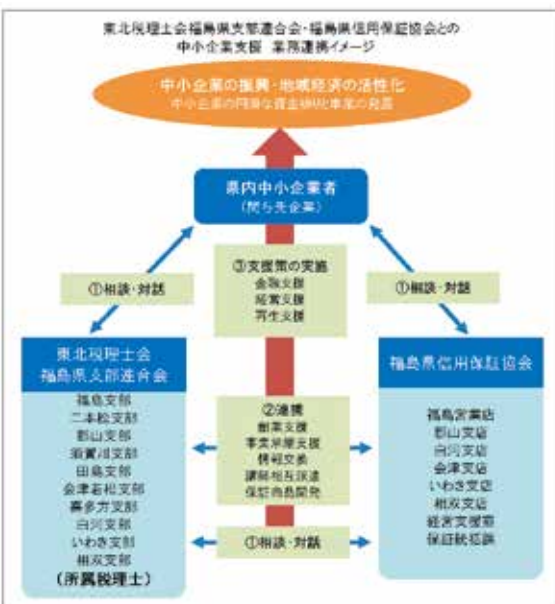 東北税理士会福島県支部連合会・福島県信用保証協会との
中小企業支援 業務連携イメージ
中小企業の振興・地域経済の活性化
中小企業の円滑な資金繰り
県内中小企業者
(関与先企業)
③支援策の実施
金融支援
経営支援
再生支援
①相談・対話
①相談・対話
東北税理士会
福島県支部連合会
福島支部
二本松支部
郡山支部
須賀川支部
田島支部
会津若松支部
喜多方支部
白河支部
いわき支部
相双支部
(所属税理士)
②連携
創業支援
事業承継支援
情報交換
講師相互派遣
保証商品開発
①相談・対話
福島県信用保証協会
福島営業店
郡山支店
白河支店
会津支店
いわき支店
相双支店
経営支援室
保証統括課